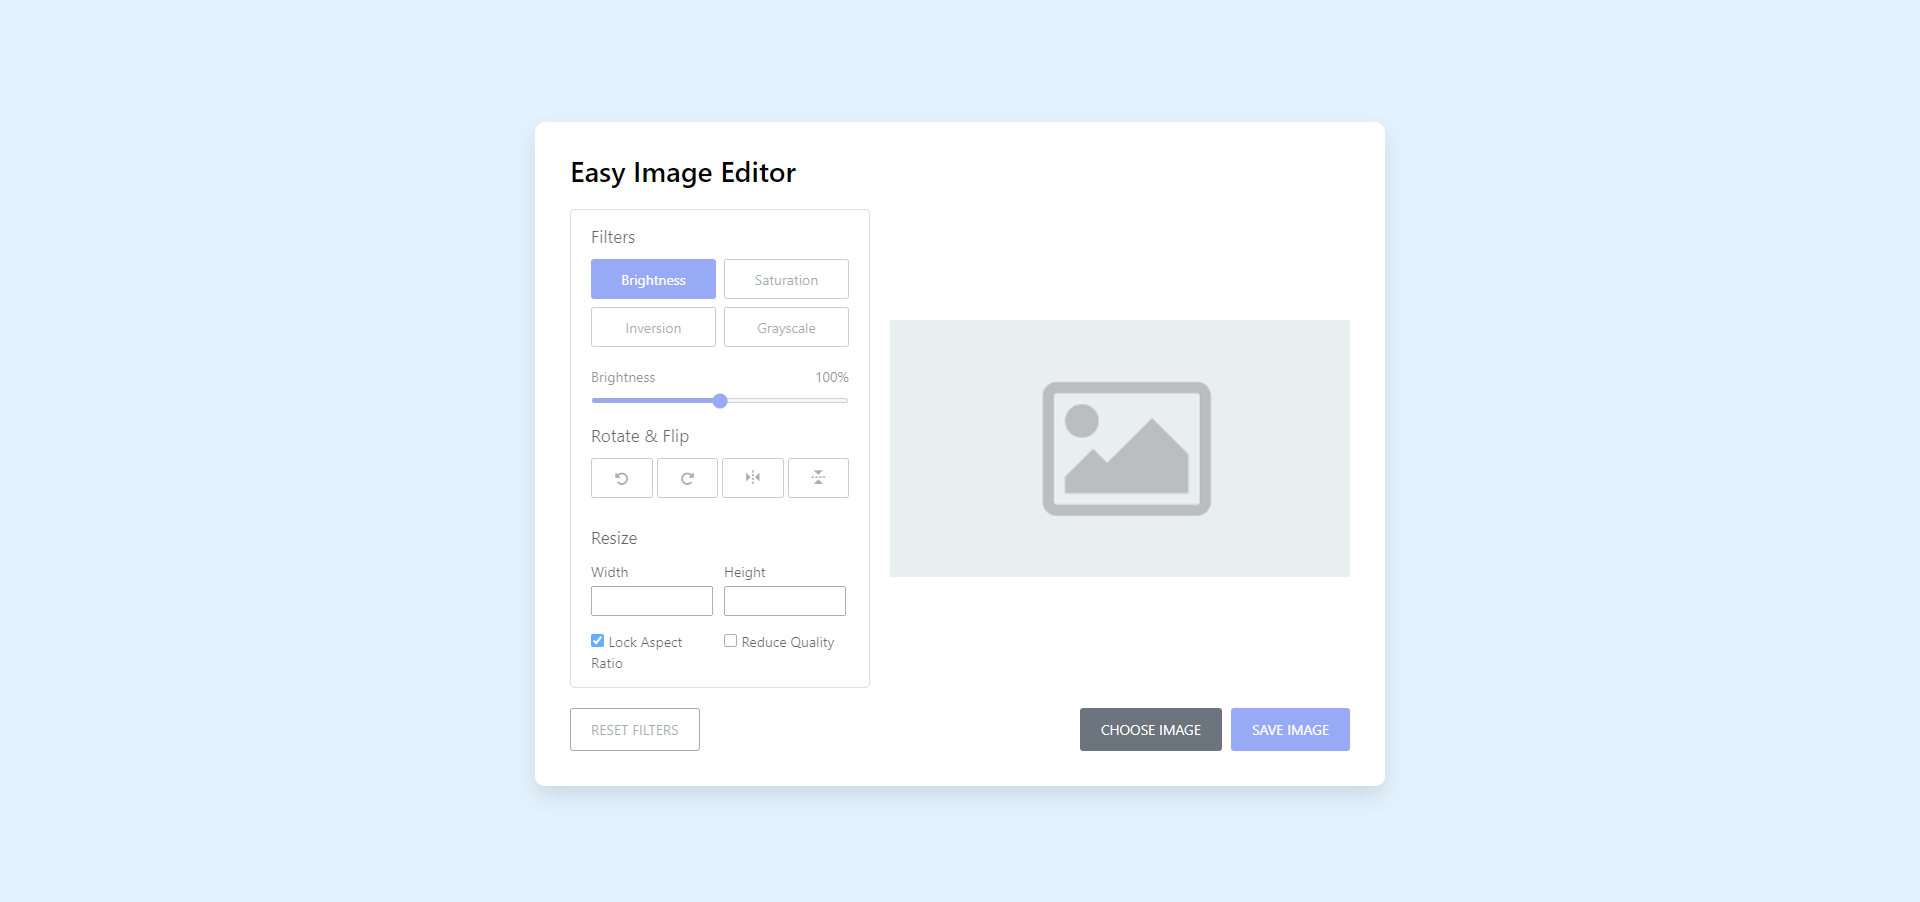 Easy Image Editor
Filters
Brightness
Saturation
Inversion
Grayscale
Brightness 100%
Rotate & Flip
Resize
Width
Height
Lock Aspect
Ratio
Reduce Quality
RESET FILTERS
CHOOSE IMAGE
SAVE IMAGE